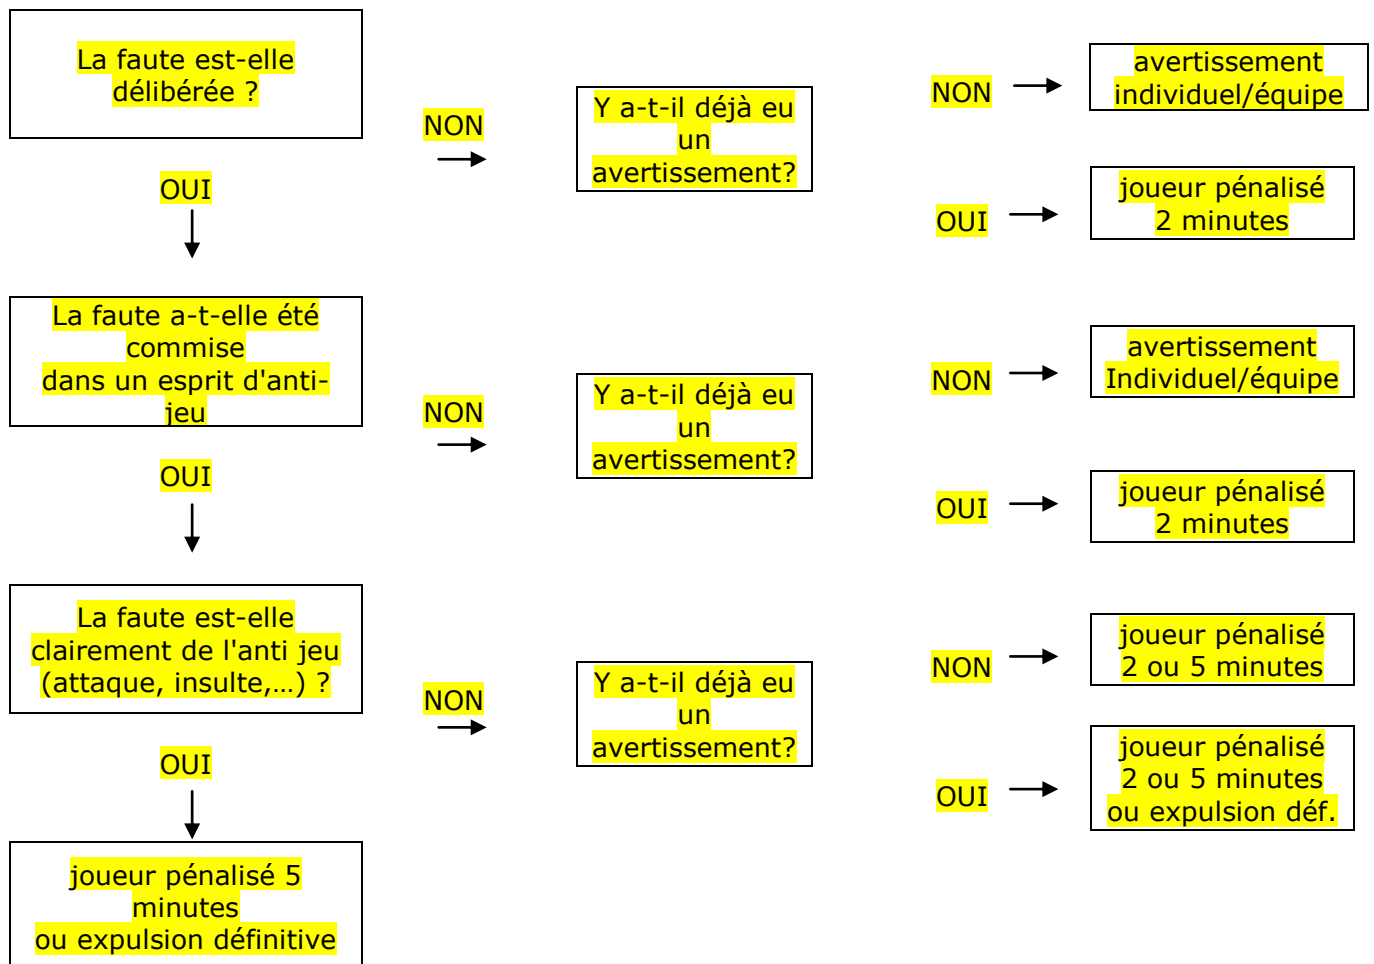 La faute est-elle
délibérée ?
NON
Y a-t-il déjà eu
un
avertissement?
NON
avertissement
individuel/équipe
OUI
joueur pénalisé
2 minutes
OUI
La faute a-t-elle été
commise
dans un esprit d'anti-
jeu
NON
Y a-t-il déjà eu
un
avertissement?
NON
avertissement
Individuel/équipe
OUI
joueur pénalisé
2 minutes
OUI
La faute est-elle
clairement de l'anti jeu
(attaque, insulte,…) ?
NON
Y a-t-il déjà eu
un
avertissement?
NON
joueur pénalisé
2 ou 5 minutes
OUI
joueur pénalisé
2 ou 5 minutes
ou expulsion déf.
OUI
joueur pénalisé 5
minutes
ou expulsion définitive